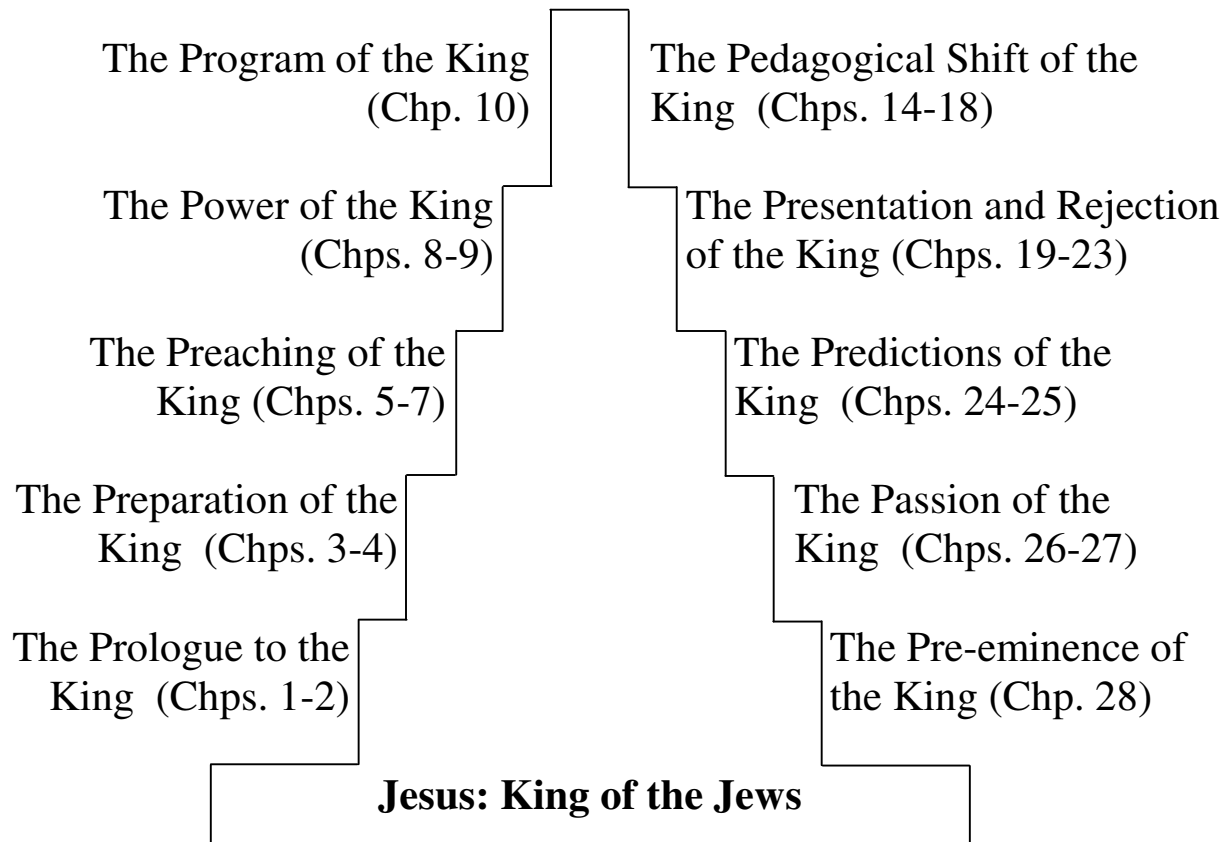 The Program of the King
(Chp. 10)
The Power of the King
(Chps. 8-9)
The Preaching of the
King (Chps. 5-7)
The Preparation of the
King (Chps. 3-4)
The Prologue to the
King (Chps. 1-2)
The Pedagogical Shift of the
King (Chps. 14-18)
The Presentation and Rejection
of the King (Chps. 19-23)
The Predictions of the
King (Chps. 24-25)
The Passion of the
King (Chps. 26-27)
The Pre-eminence of
the King (Chp. 28)
Jesus: King of the Jews